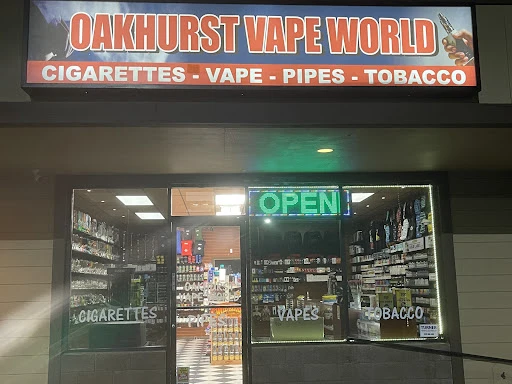 OAKHURST VAPE WORLD
CIGARETTES - VAPE - PIPES - TOBACCO
OPEN
CIGARETTES
VAPES
TOBACCO